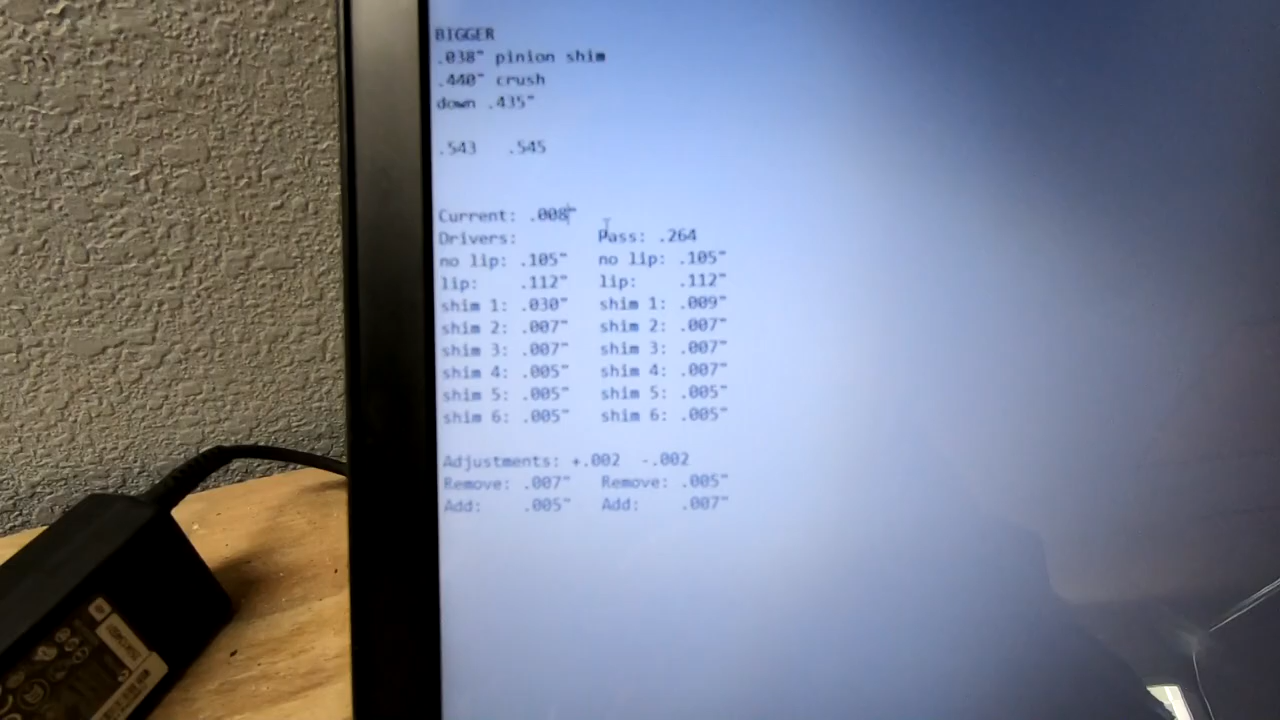 BIGGER
.038" pinion shim
.440" crush
down .435"
.543 .545
Current: .008"
Drivers: Pass: .264
no lip: .105" no lip: .105"
lip: .112" lip: .112"
shim 1: .030" shim 1: .009"
shim 2: .007" shim 2: .007"
shim 3: .007" shim 3: .007"
shim 4: .005" shim 4: .007"
shim 5: .005" shim 5: .005"
shim 6: .005" shim 6: .005"
Adjustments: +.002 -.002
Remove: .007" Remove: .005"
Add: .005" Add: .007"